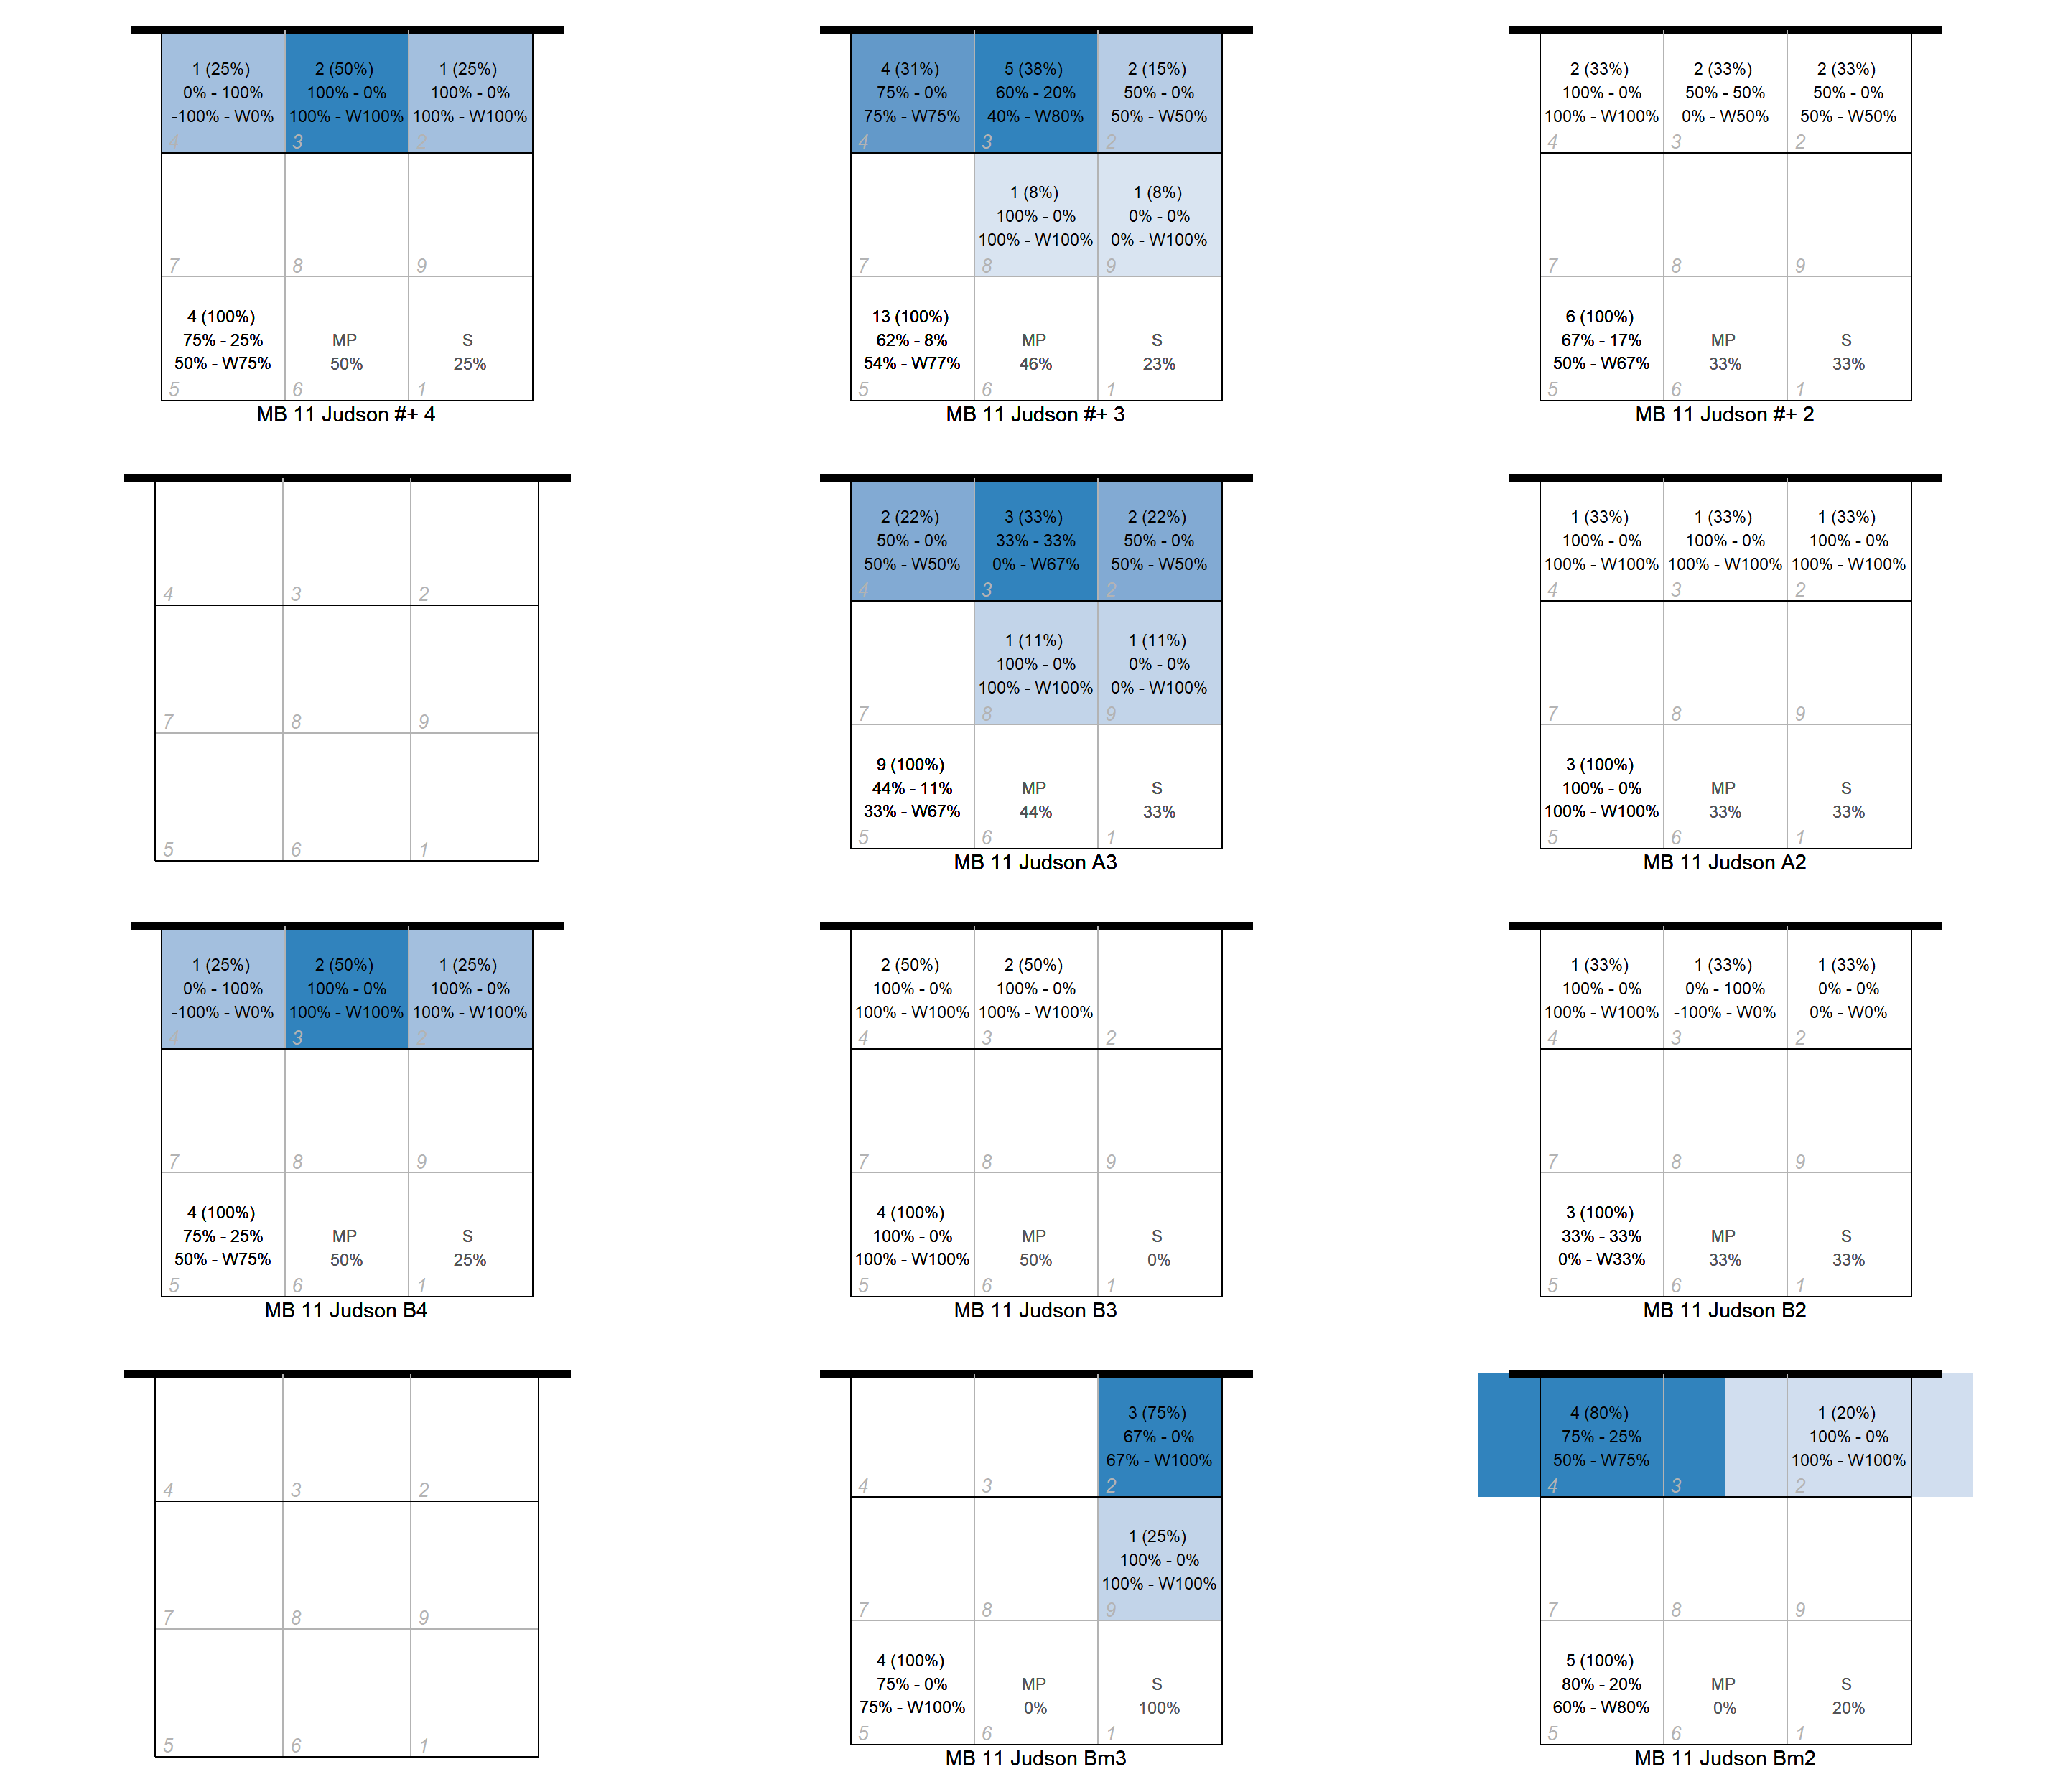 1 (25%) 2 (50%) 1 (25%)
0% - 100% 100% - 0% 100% - 0%
-100% - W0% 100% - W100% 100% - W100%
4 3 2
7 8 9
4 (100%)
75% - 25% MP S
50% - W75% 50% 25%
5 6 1
MB 11 Judson #+ 4
4 (31%) 5 (38%) 2 (15%)
75% - 0% 60% - 20% 50% - 0%
75% - W75% 40% - W80% 50% - W50%
4 3 2
1 (8%) 1 (8%)
100% - 0% 0% - 0%
100% - W100% 0% - W100%
7 8 9
13 (100%)
62% - 8% MP S
54% - W77% 46% 23%
5 6 1
MB 11 Judson #+ 3
2 (33%) 2 (33%) 2 (33%)
100% - 0% 50% - 50% 50% - 0%
100% - W100% 0% - W50% 50% - W50%
4 3 2
7 8 9
6 (100%)
67% - 17% MP S
50% - W67% 33% 33%
5 6 1
MB 11 Judson #+ 2
4 3 2
7 8 9
5 6 1
2 (22%) 3 (33%) 2 (22%)
50% - 0% 33% - 33% 50% - 0%
50% - W50% 0% - W67% 50% - W50%
4 3 2
1 (11%) 1 (11%)
100% - 0% 0% - 0%
100% - W100% 0% - W100%
7 8 9
9 (100%)
44% - 11% MP S
33% - W67% 44% 33%
5 6 1
MB 11 Judson A3
1 (33%) 1 (33%) 1 (33%)
100% - 0% 100% - 0% 100% - 0%
100% - W100% 100% - W100% 100% - W100%
4 3 2
7 8 9
3 (100%)
100% - 0% MP S
100% - W100% 33% 33%
5 6 1
MB 11 Judson A2
1 (25%) 2 (50%) 1 (25%)
0% - 100% 100% - 0% 100% - 0%
-100% - W0% 100% - W100% 100% - W100%
4 3 2
7 8 9
4 (100%)
75% - 25% MP S
50% - W75% 50% 25%
5 6 1
MB 11 Judson B4
2 (50%) 2 (50%)
100% - 0% 100% - 0%
100% - W100% 100% - W100%
4 3 2
7 8 9
4 (100%)
100% - 0% MP S
100% - W100% 50% 0%
5 6 1
MB 11 Judson B3
1 (33%) 1 (33%) 1 (33%)
100% - 0% 0% - 100% 0% - 0%
100% - W100% -100% - W0% 0% - W0%
4 3 2
7 8 9
3 (100%)
33% - 33% MP S
0% - W33% 33% 33%
5 6 1
MB 11 Judson B2
4 3 2
7 8 9
5 6 1
3 (75%)
67% - 0%
67% - W100%
4 3 2
1 (25%)
100% - 0%
100% - W100%
7 8 9
4 (100%)
75% - 0% MP S
75% - W100% 0% 100%
5 6 1
MB 11 Judson Bm3
4 (80%) 1 (20%)
75% - 25% 100% - 0%
50% - W75% 100% - W100%
4 3 2
7 8 9
5 (100%)
80% - 20% MP S
60% - W80% 0% 20%
5 6 1
MB 11 Judson Bm2